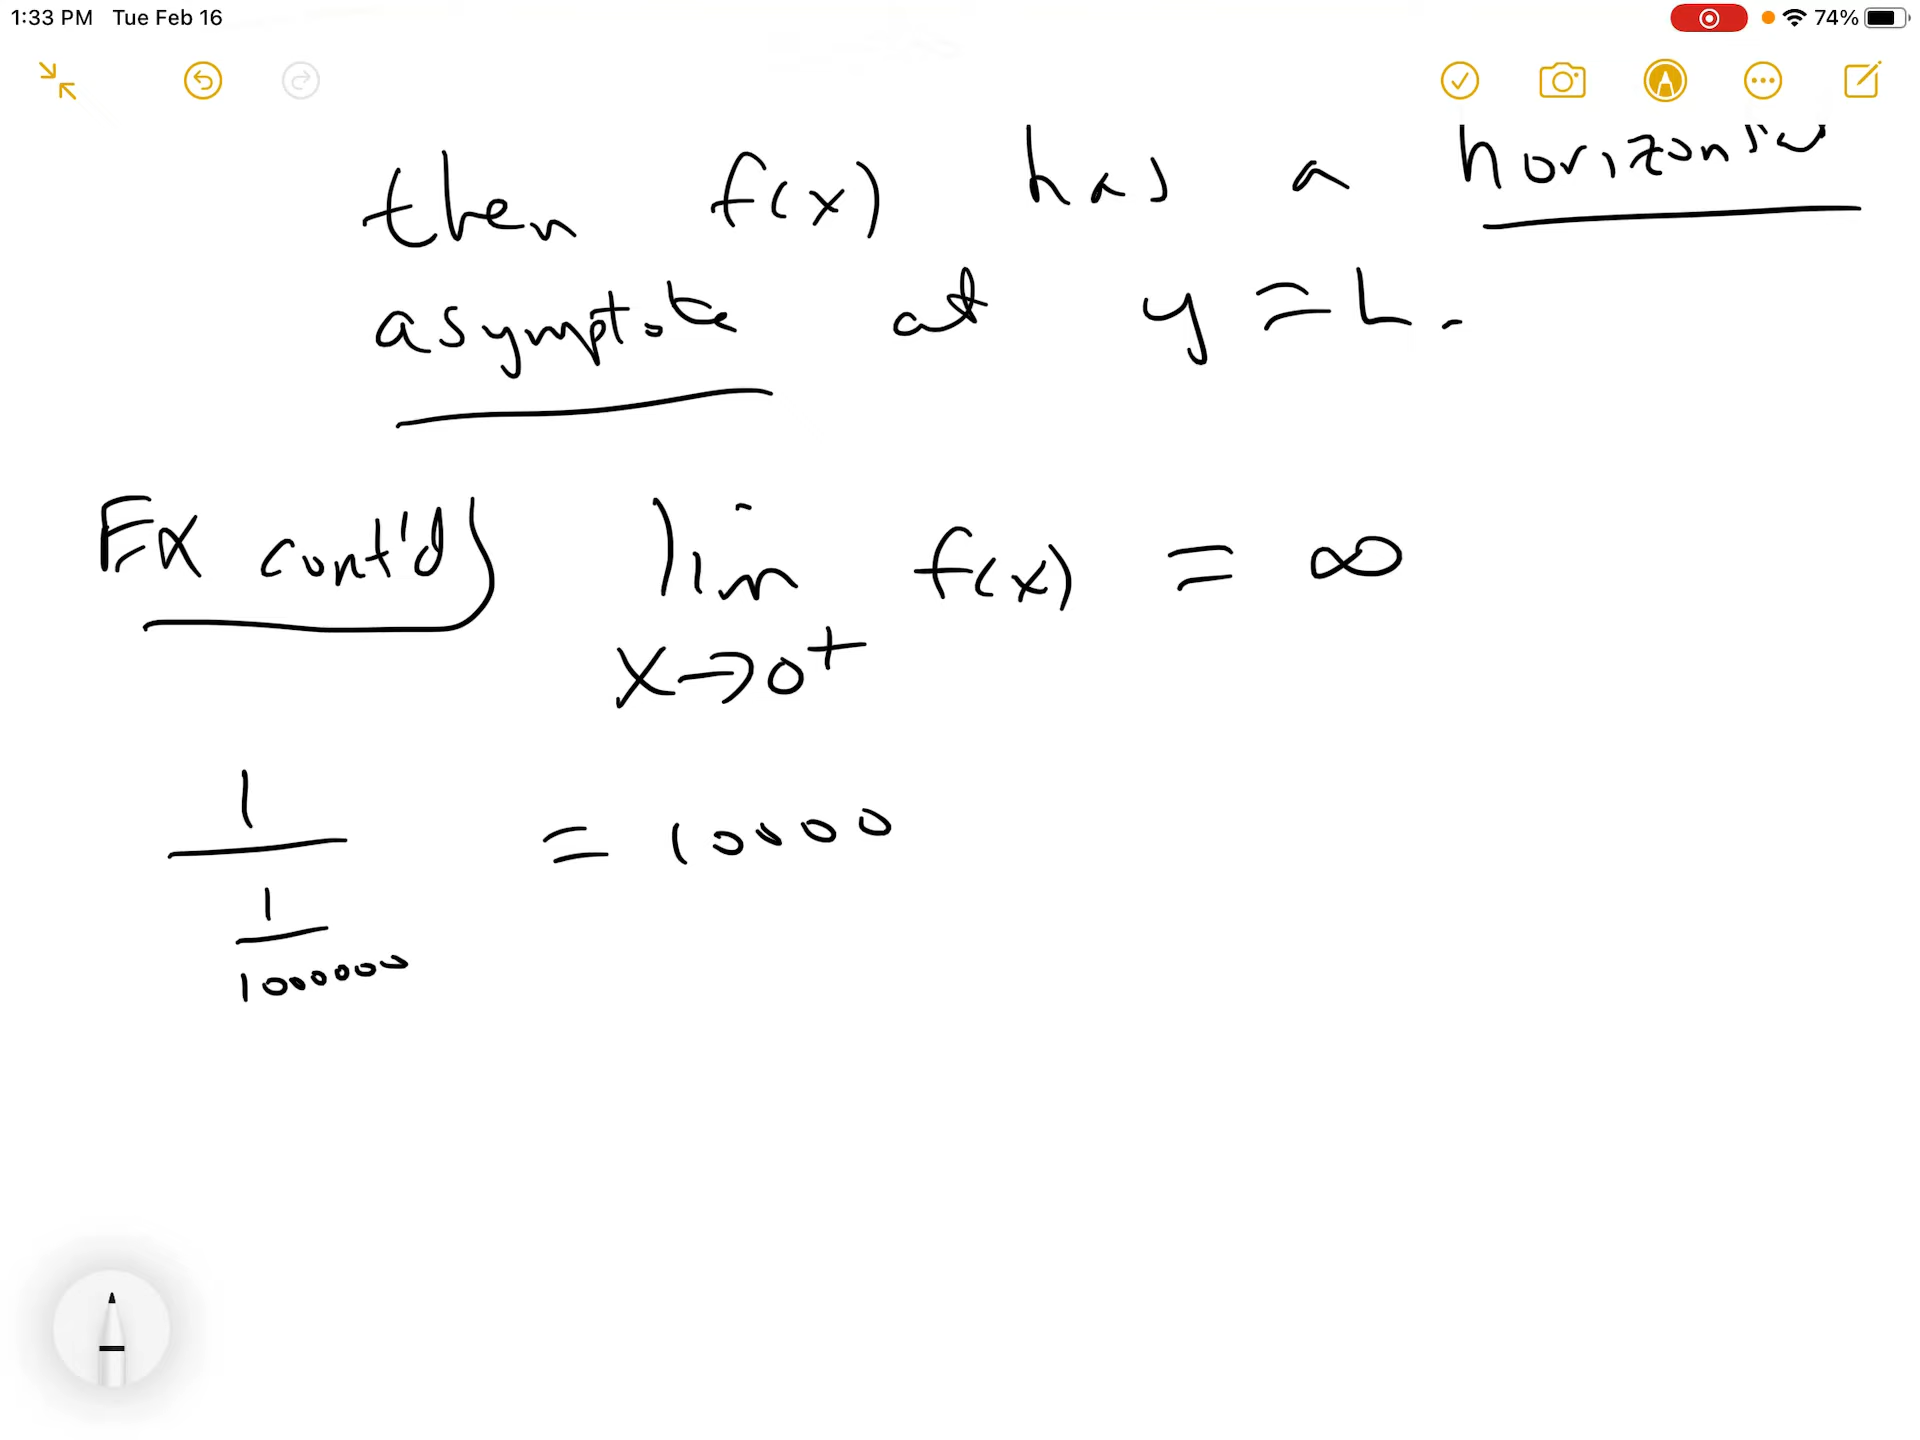 1:33 PM Tue Feb 16 74%
then f(x) has a horizontal
asymptote at y = L.
Ex cont'd) lim f(x) = ∞
x→0+
1
= 10000
1
1000000